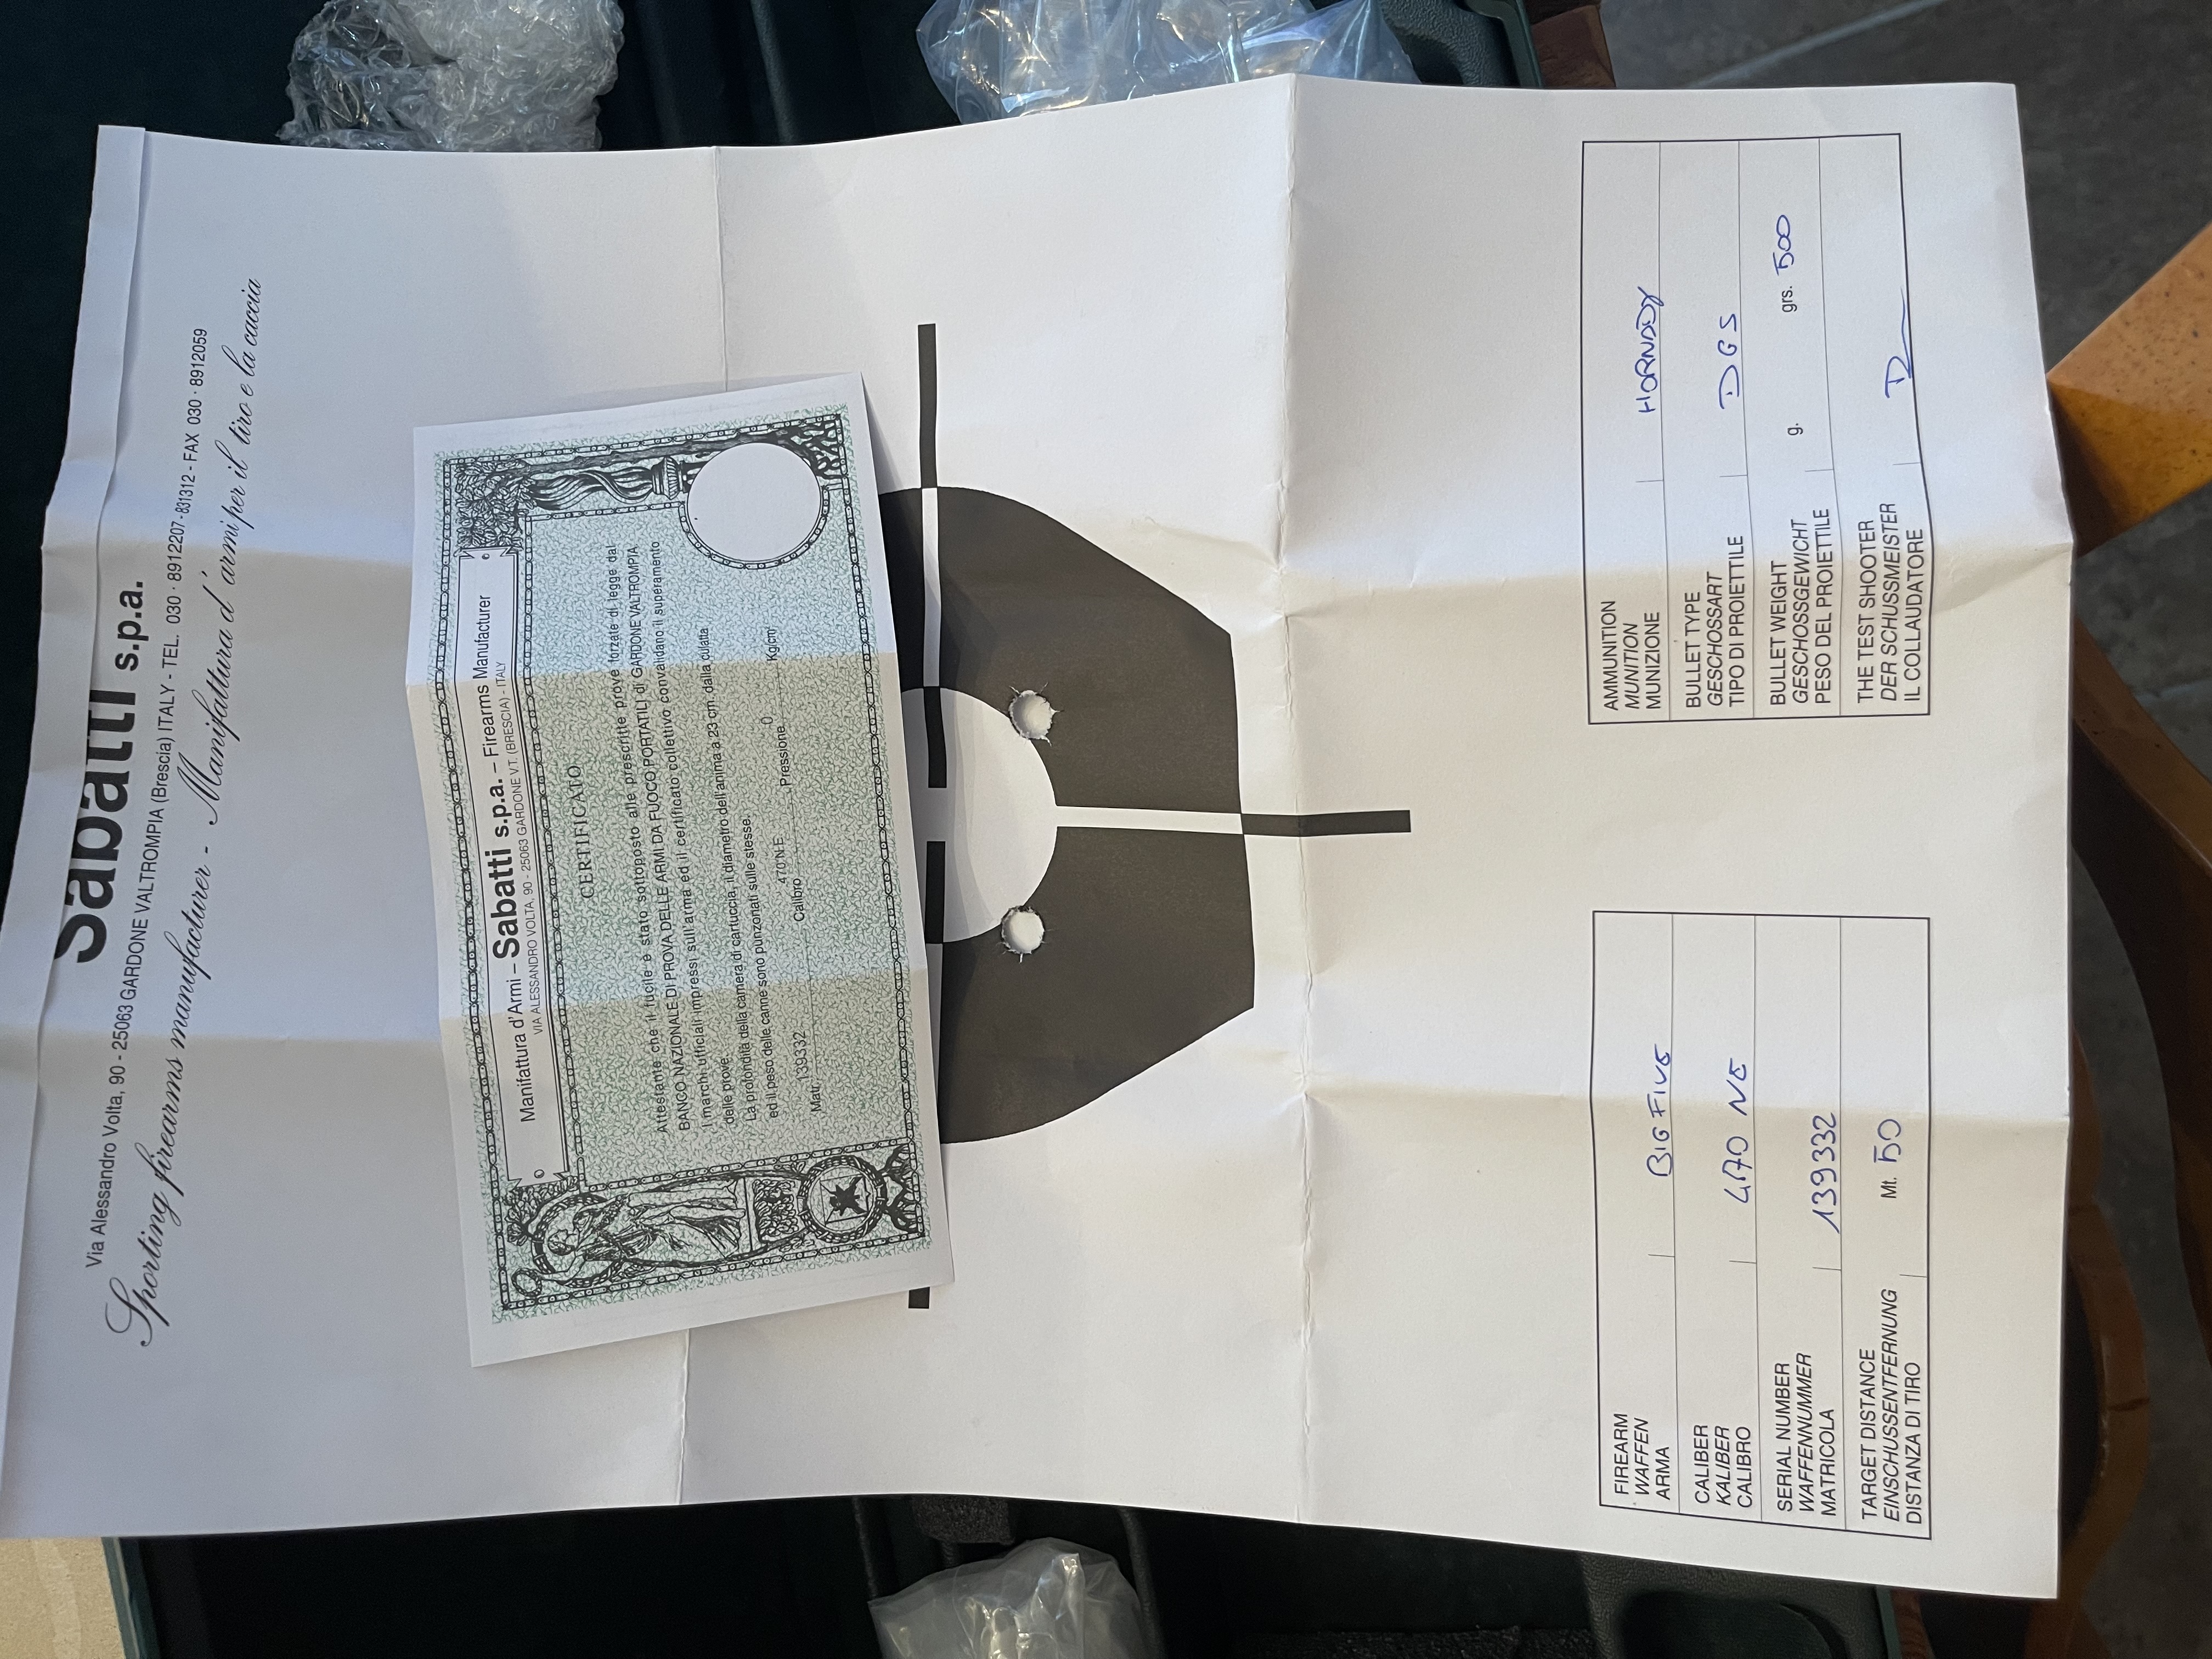 Sabatti s.p.a.
Via Alessandro Volta, 90 - 25063 GARDONE VALTROMPIA (Brescia) ITALY - TEL. 030 · 8912207 - 831312 - FAX 030 · 8912059
Sporting firearms manufacturer - Manifattura d'armi per il tiro e la caccia
Manifattura d'Armi – Sabatti s.p.a. – Firearms Manufacturer
VIA ALESSANDRO VOLTA, 90 - 25063 GARDONE V.T. (BRESCIA) - ITALY
CERTIFICATO
Attestante che il fucile è stato sottoposto alle prescritte prove forzate di legge dal
BANCO NAZIONALE DI PROVA DELLE ARMI DA FUOCO PORTATILI di GARDONE VALTROMPIA.
I marchi ufficiali impressi sull'arma ed il certificato collettivo convalidano il superamento
delle prove.
La profondità della camera di cartuccia, il diametro dell'anima a 23 cm. dalla culatta
ed il peso delle canne sono punzonati sulle stesse.
Matr. 139332 Calibro 470 N.E. Pressione 0 Kg/cm²
FIREARM
WAFFEN
ARMA
BIG FIVE
CALIBER
KALIBER
CALIBRO
470 NE
SERIAL NUMBER
WAFFENNUMMER
MATRICOLA
139332
TARGET DISTANCE
EINSCHUSSENTFERNUNG
DISTANZA DI TIRO
Mt. 50
AMMUNITION
MUNITION
MUNIZIONE
HORNADY
BULLET TYPE
GESCHOSSART
TIPO DI PROIETTILE
DGS
BULLET WEIGHT
GESCHOSSGEWICHT
PESO DEL PROIETTILE
g. grs. 500
THE TEST SHOOTER
DER SCHUSSMEISTER
IL COLLAUDATORE